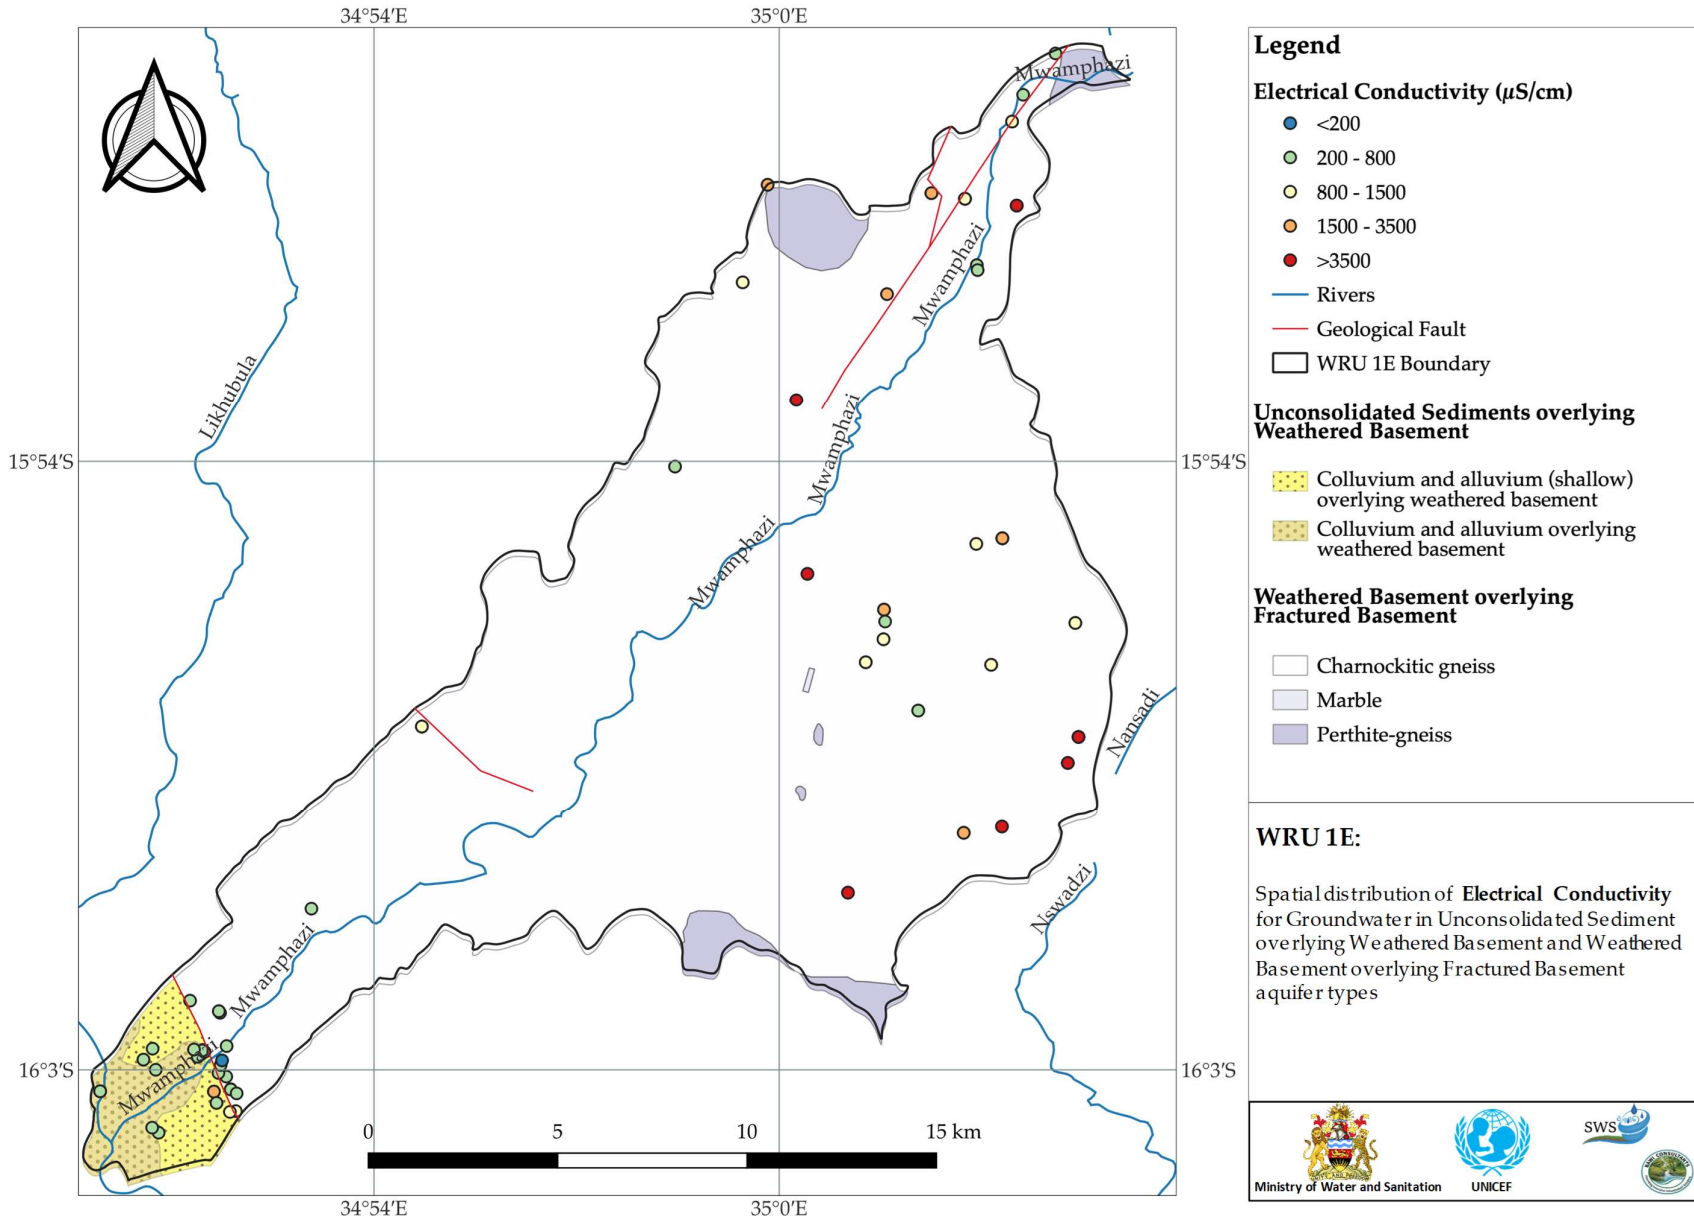 34°54′E
35°0′E
Mwamphazi
Mwamphazi
Likhubula
Mwamphazi
15°54′S
15°54′S
Mwamphazi
Nansadi
Nswadzi
Mwamphazi
Mwamphazi
16°3′S
16°3′S
0
5
10
15 km
34°54′E
35°0′E
Legend
Electrical Conductivity (μS/cm)
<200
200 - 800
800 - 1500
1500 - 3500
>3500
Rivers
Geological Fault
WRU 1E Boundary
Unconsolidated Sediments overlying
Weathered Basement
Colluvium and alluvium (shallow)
overlying weathered basement
Colluvium and alluvium overlying
weathered basement
Weathered Basement overlying
Fractured Basement
Charnockitic gneiss
Marble
Perthite-gneiss
WRU 1E:
Spatial distribution of Electrical Conductivity
for Groundwater in Unconsolidated Sediment
overlying Weathered Basement and Weathered
Basement overlying Fractured Basement
aquifer types
Ministry of Water and Sanitation
UNICEF
SWS